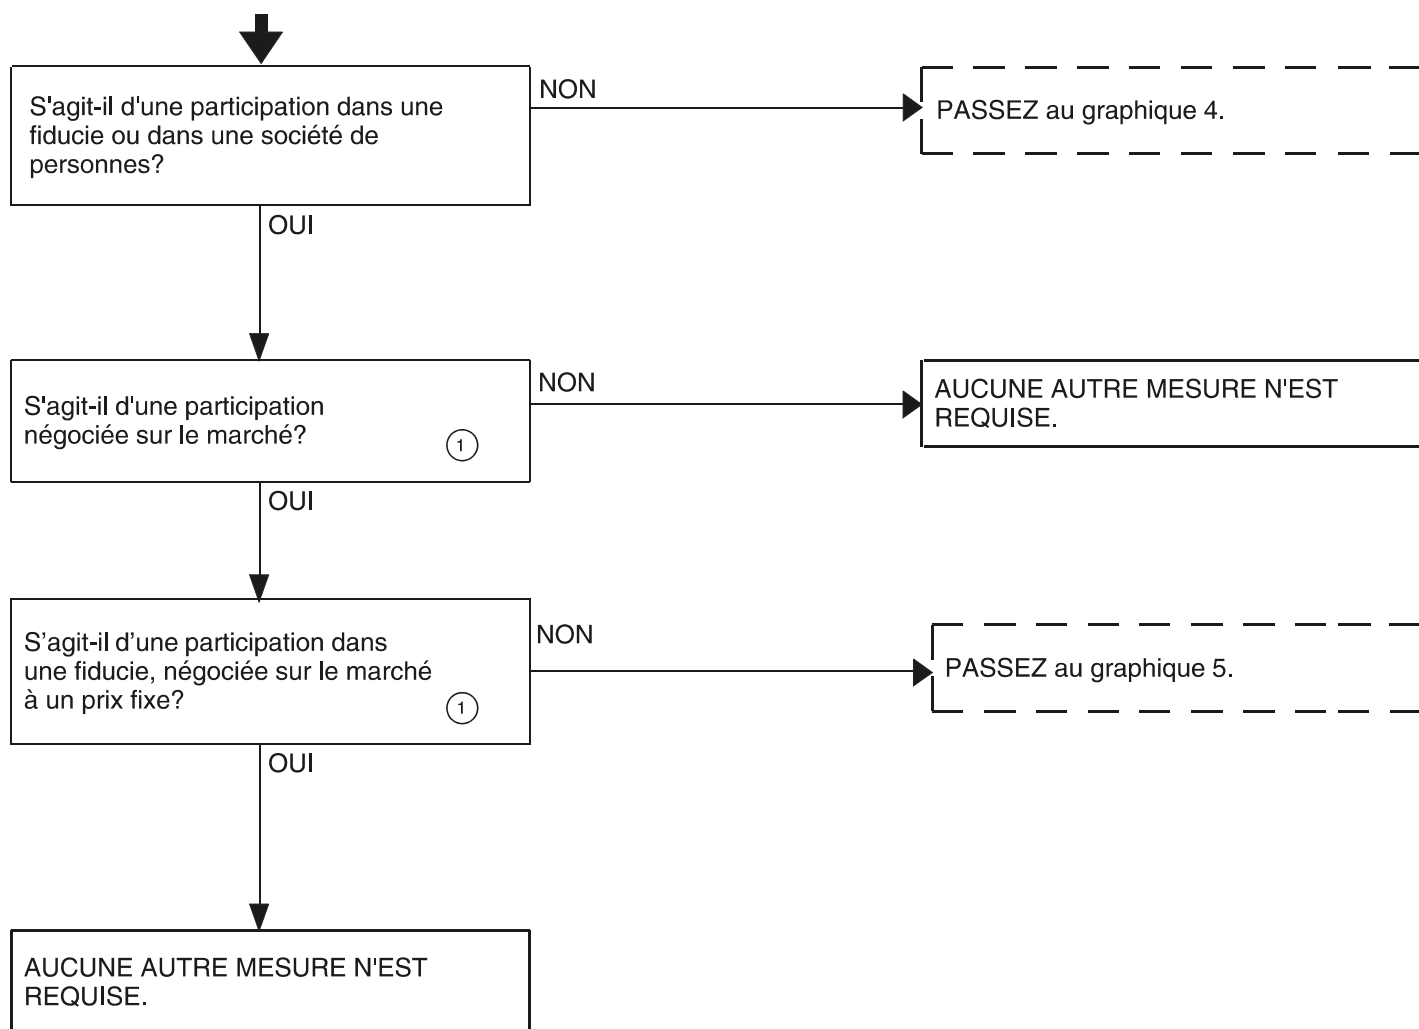 S'agit-il d'une participation dans une
fiducie ou dans une société de
personnes?
NON
PASSEZ au graphique 4.
OUI
S'agit-il d'une participation
négociée sur le marché?
1
NON
AUCUNE AUTRE MESURE N'EST
REQUISE.
OUI
S’agit-il d’une participation dans
une fiducie, négociée sur le marché
à un prix fixe?
1
NON
PASSEZ au graphique 5.
OUI
AUCUNE AUTRE MESURE N'EST
REQUISE.